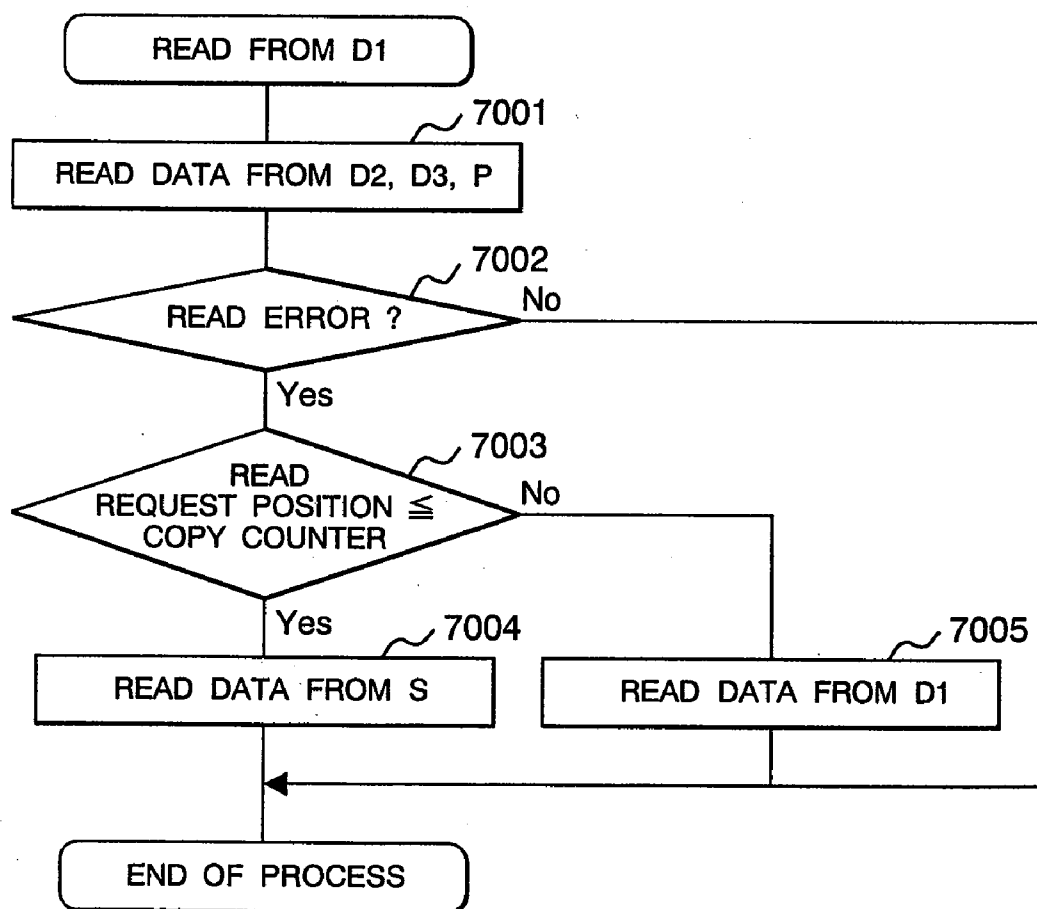 READ FROM D1
7001
READ DATA FROM D2, D3, P
7002
READ ERROR ?
No
Yes
7003
READ
REQUEST POSITION ≦
COPY COUNTER
No
Yes
7004
READ DATA FROM S
7005
READ DATA FROM D1
END OF PROCESS